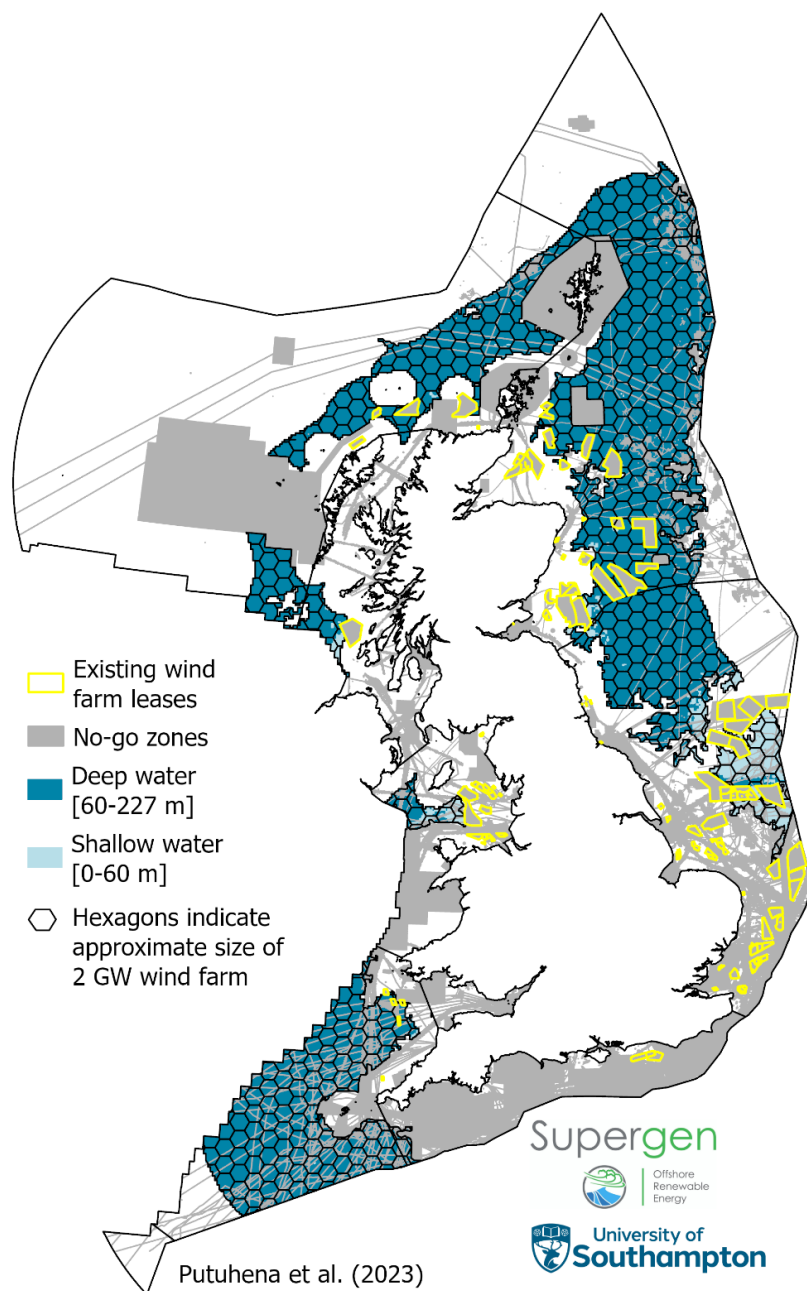 Existing wind
farm leases
No-go zones
Deep water
[60-227 m]
Shallow water
[0-60 m]
Hexagons indicate
approximate size of
2 GW wind farm
Supergen
Offshore
Renewable
Energy
University of
Southampton
Putuhena et al. (2023)